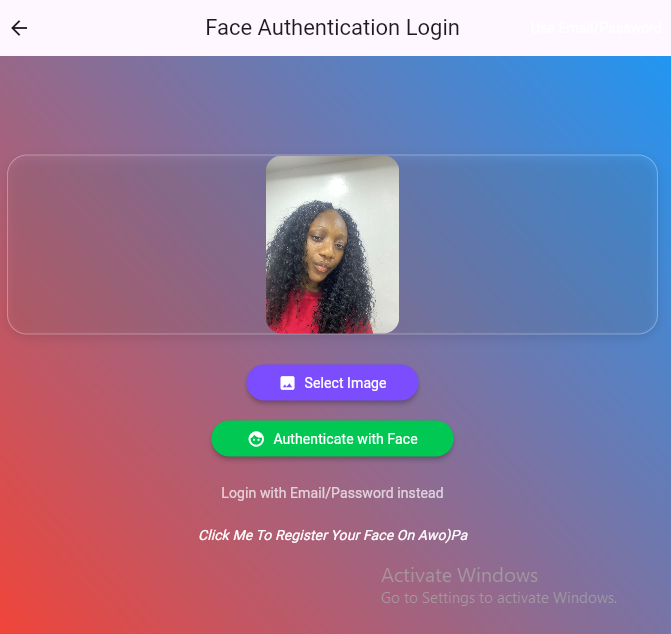 Face Authentication Login
Use Email/Password
Select Image
Authenticate with Face
Login with Email/Password instead
Click Me To Register Your Face On Awo)Pa
Activate Windows
Go to Settings to activate Windows.